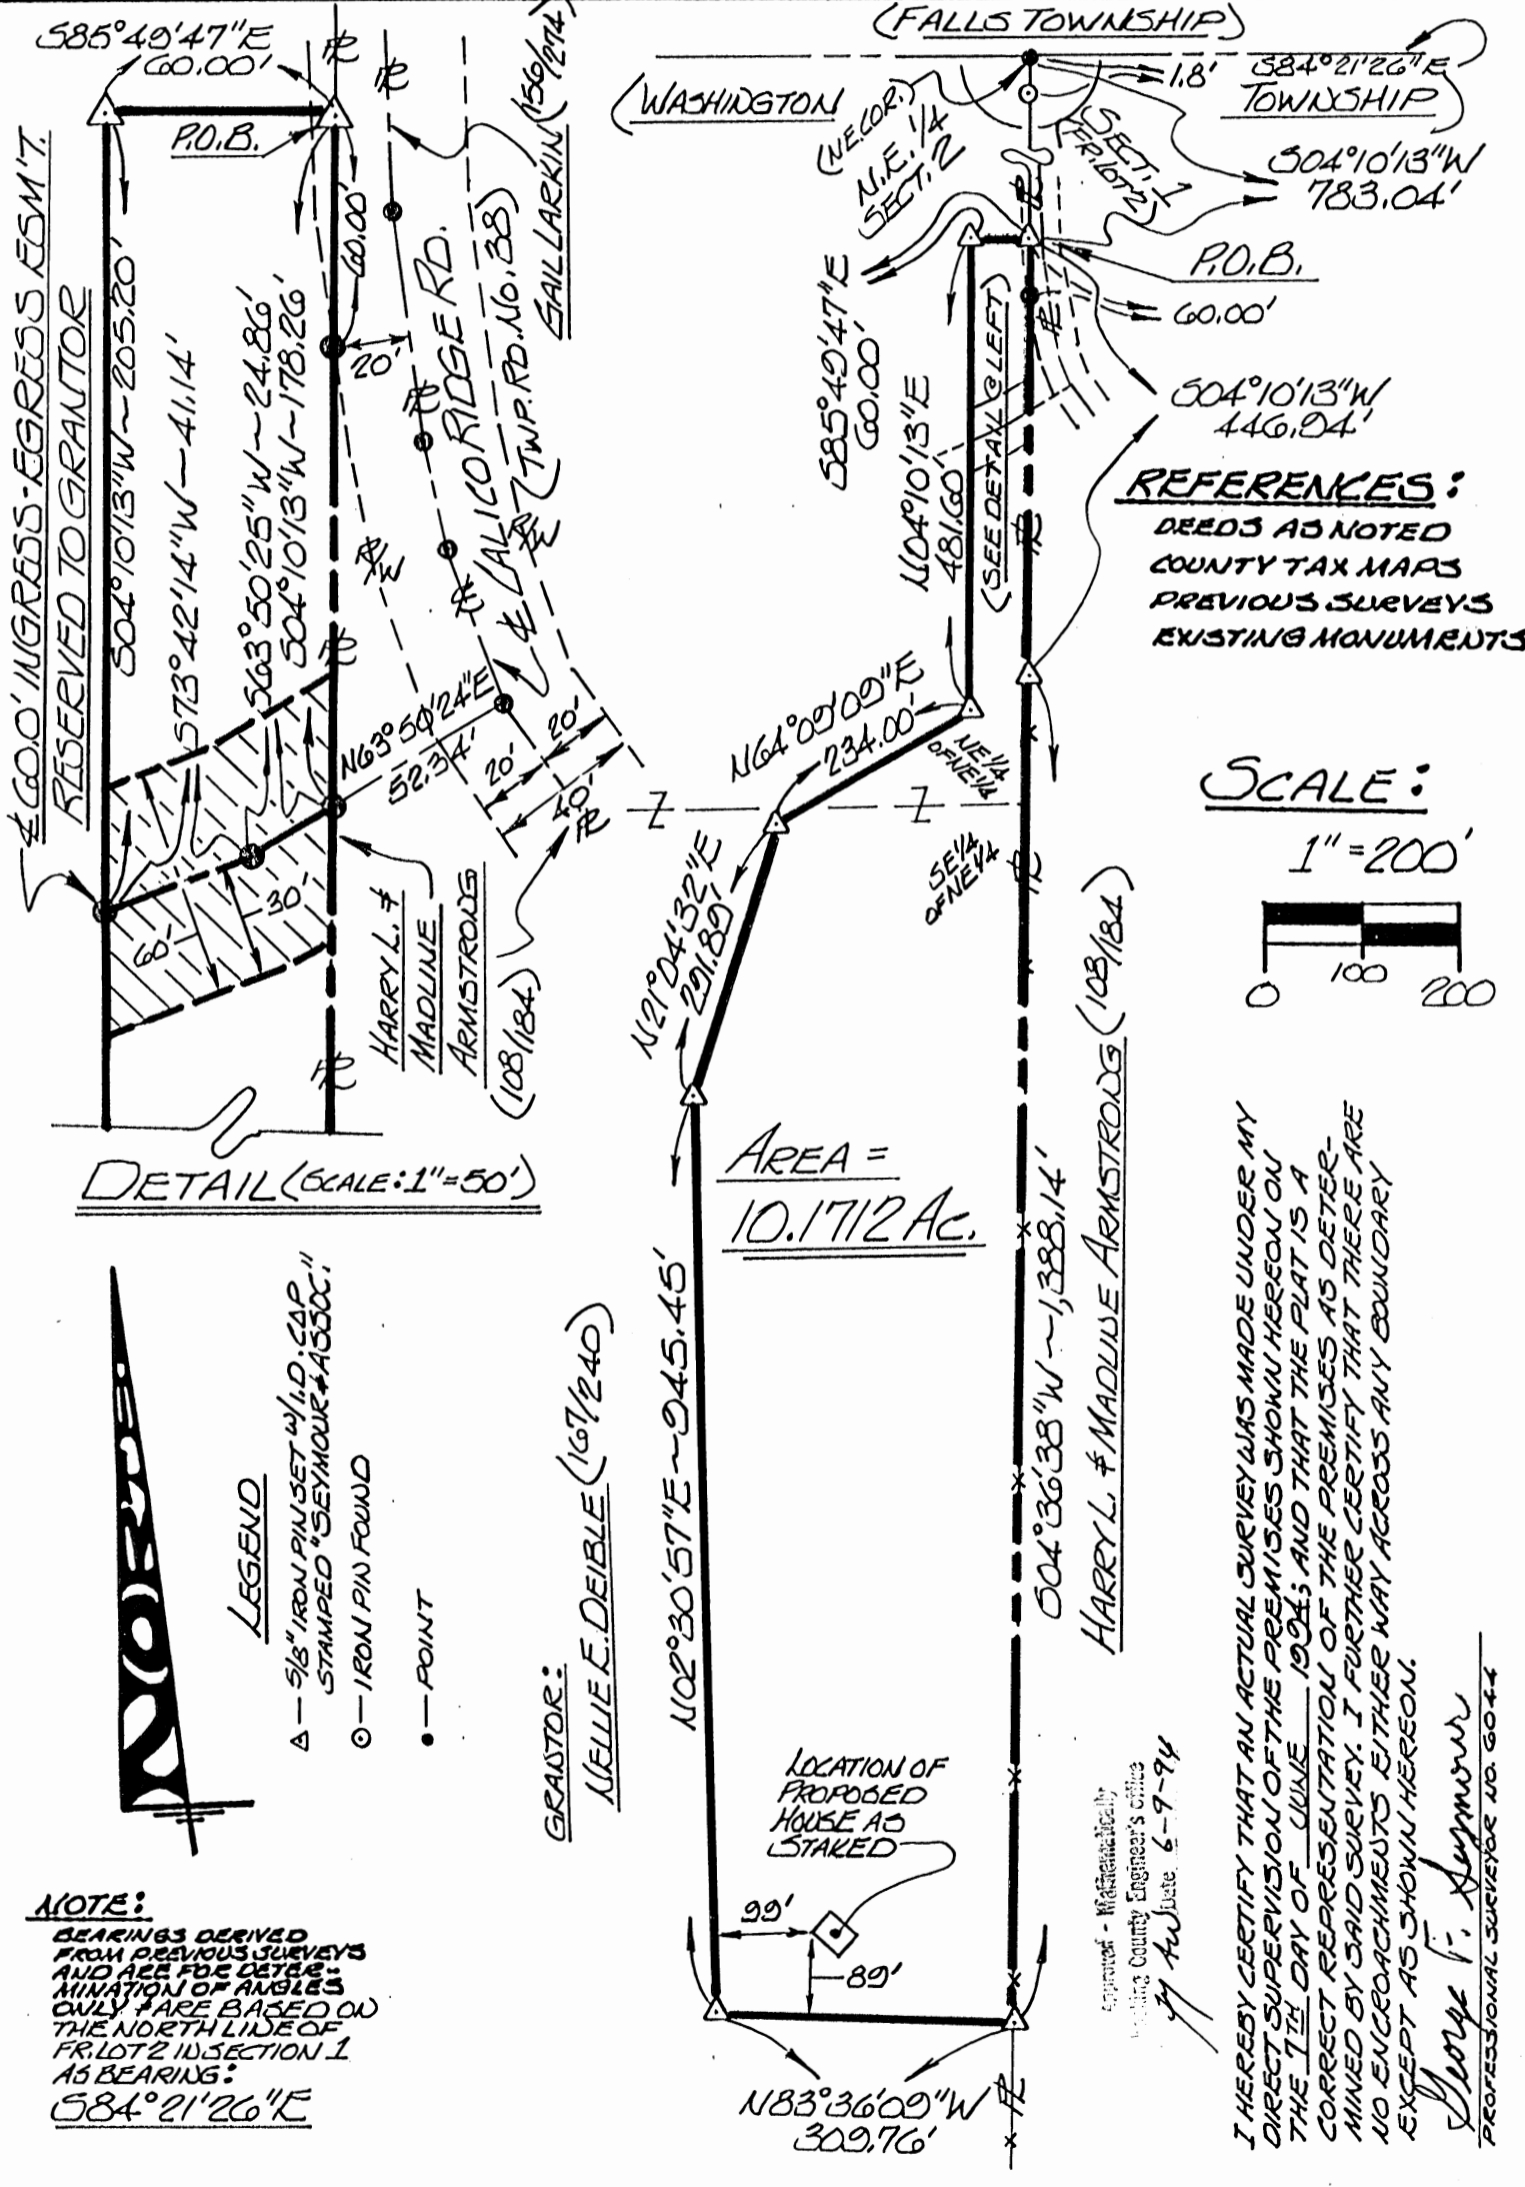 (FALLS TOWNSHIP)
S85°49'47"E
60.00'
P.O.B.
℄ 60.0' INGRESS-EGRESS ESM'T.
RESERVED TO GRANTOR
S04°10'13"W~205.20'
S73°42'14"W~41.14'
S63°50'25"W~24.86'
S04°10'13"W~178.26'
60.00'
20'
℄ CALICO RIDGE RD.
(TWP. RD. No. 38)
GAIL LARKIN (156/274)
N63°50'24"E
52.34'
20'
20'
40'
30'
60'
HARRY L. &
MADLINE
ARMSTRONG
(108/184)
DETAIL (SCALE: 1"=50')
(WASHINGTON
TOWNSHIP)
1.8'
S84°21'26"E
(NE. COR.)
N.E. 1/4
SECT. 2
SECT. 1
(FR. LOT 2)
S04°10'13"W
783.04'
P.O.B.
60.00'
S85°49'47"E
60.00'
N04°10'13"E
481.60'
(SEE DETAIL @ LEFT)
S04°10'13"W
446.94'
REFERENCES:
DEEDS AS NOTED
COUNTY TAX MAPS
PREVIOUS SURVEYS
EXISTING MONUMENTS
N64°09'09"E
234.00'
NE 1/4
OF NE 1/4
SE 1/4
OF NE 1/4
SCALE:
1"=200'
0 100 200
N21°04'32"E
291.89'
AREA =
10.1712 AC.
N02°30'57"E~945.45'
S04°36'38"W~1,388.14'
HARRY L. & MADLINE ARMSTRONG (108/184)
NORTH
LEGEND
△—5/8" IRON PIN SET W/I.D. CAP
STAMPED "SEYMOUR & ASSOC."
⊙—IRON PIN FOUND
●—POINT
GRANTOR:
NELLIE E. DEIBLE (167/240)
LOCATION OF
PROPOSED
HOUSE AS
STAKED
99'
89'
N83°36'09"W
309.76'
NOTE:
BEARINGS DERIVED
FROM PREVIOUS SURVEYS
AND ARE FOR DETER-
MINATION OF ANGLES
ONLY & ARE BASED ON
THE NORTH LINE OF
FR. LOT 2 IN SECTION 1
AS BEARING:
S84°21'26"E
Approved - Mathematically
County Engineer's office
Date 6-9-94
I HEREBY CERTIFY THAT AN ACTUAL SURVEY WAS MADE UNDER MY
DIRECT SUPERVISION OF THE PREMISES SHOWN HEREON ON
THE 7TH DAY OF JUNE 1994; AND THAT THE PLAT IS A
CORRECT REPRESENTATION OF THE PREMISES AS DETER-
MINED BY SAID SURVEY. I FURTHER CERTIFY THAT THERE ARE
NO ENCROACHMENTS EITHER WAY ACROSS ANY BOUNDARY
EXCEPT AS SHOWN HEREON.
George F. Seymour
PROFESSIONAL SURVEYOR NO. 6044